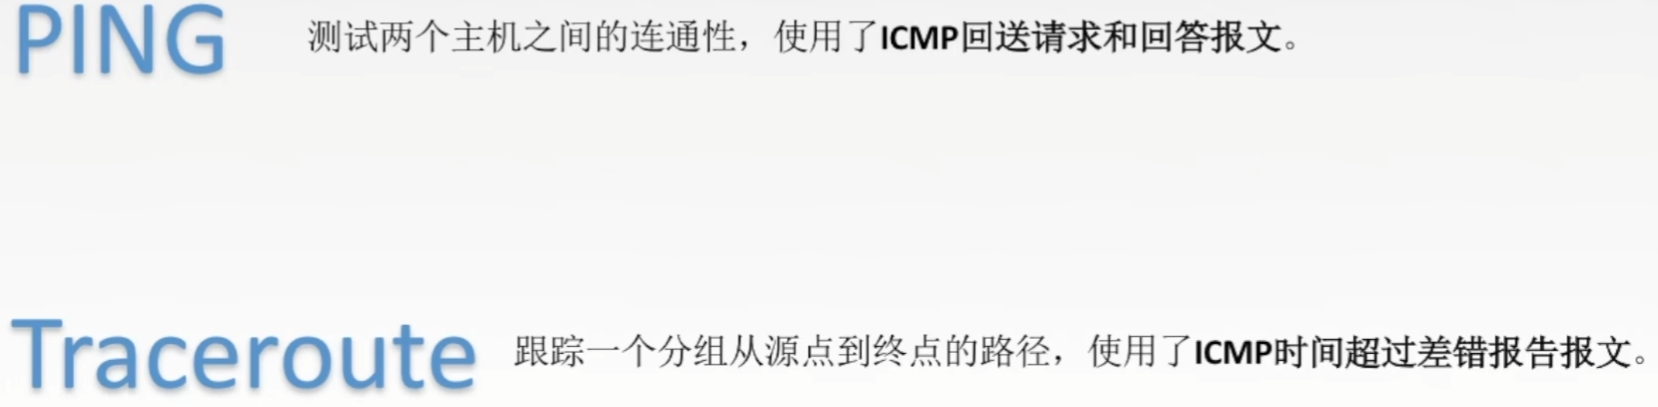 PING 测试两个主机之间的连通性，使用了ICMP回送请求和回答报文。
Traceroute 跟踪一个分组从源点到终点的路径，使用了ICMP时间超过差错报告报文。